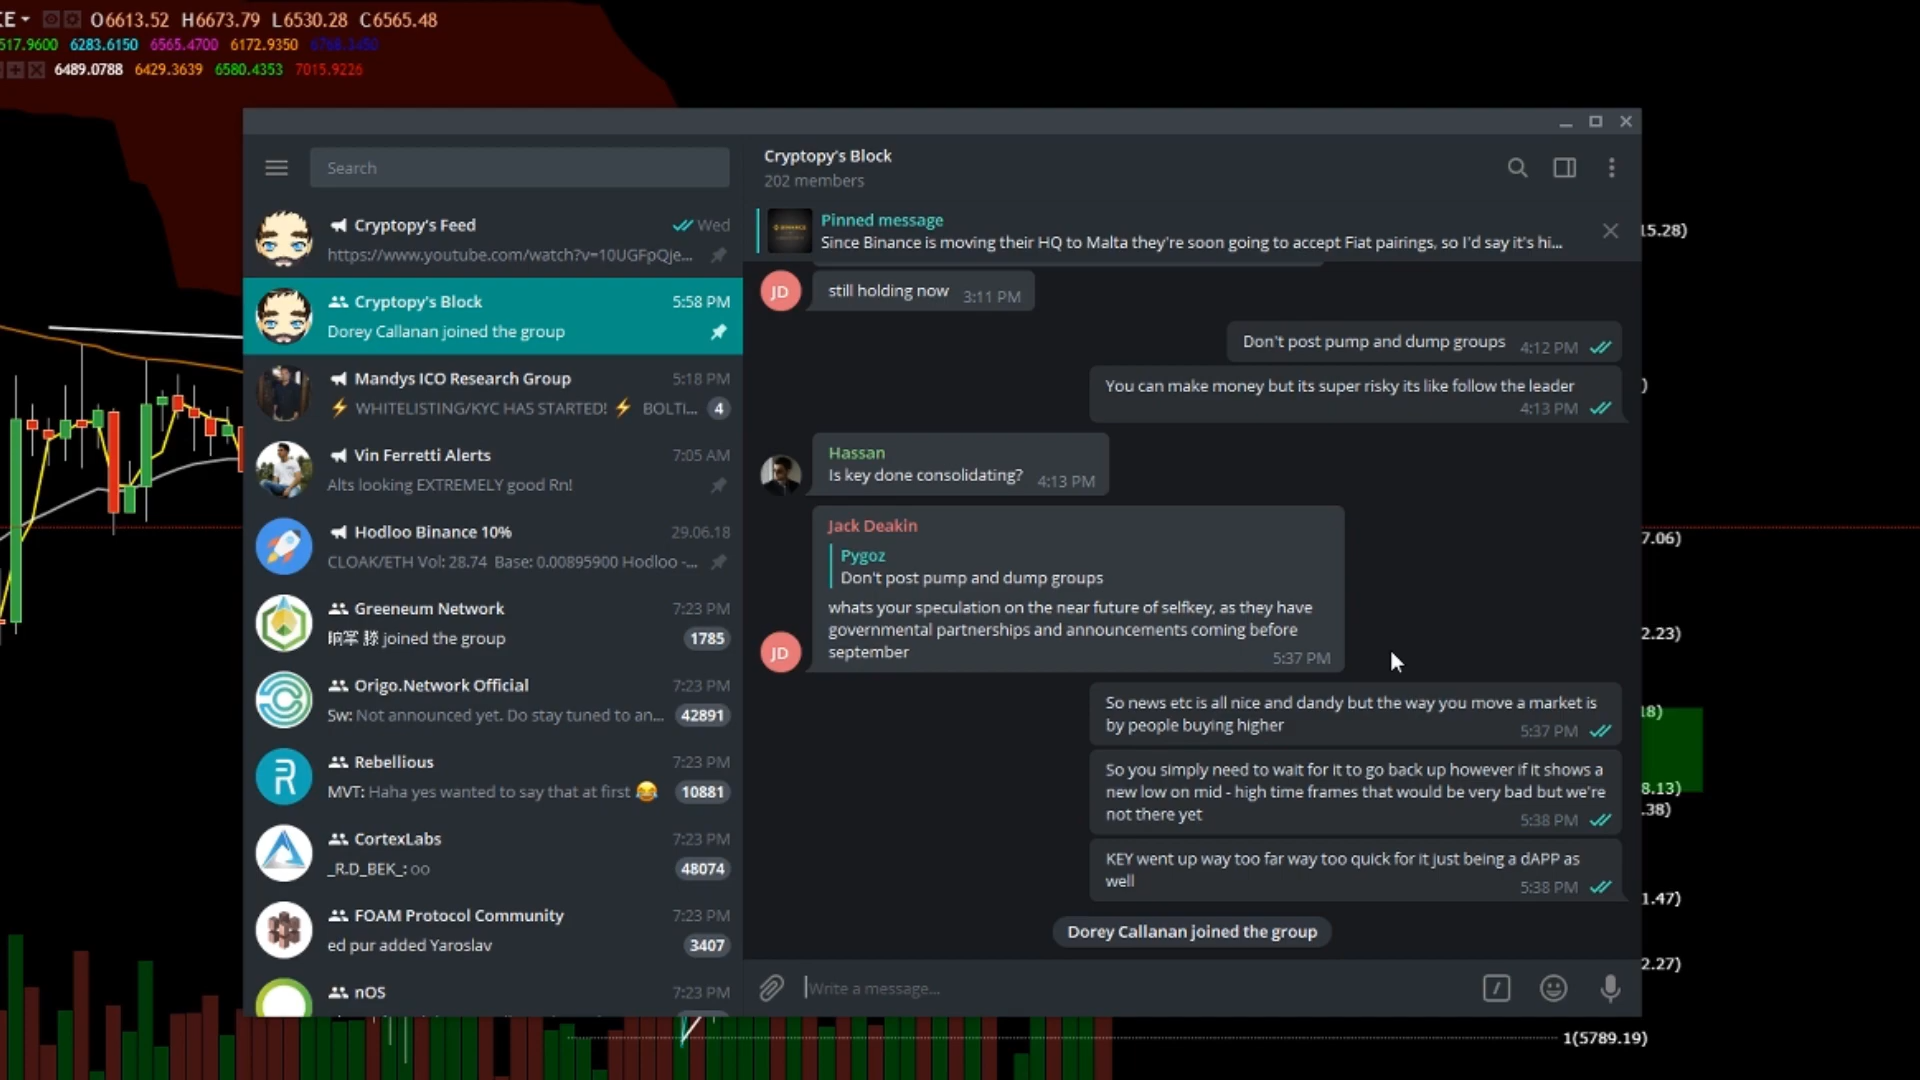 O6613.52 H6673.79 L6530.28 C6565.48
517.9600 6283.6150 6565.4700 6172.9350 6768.3450
6489.0788 6429.3639 6580.4353 7015.9226
Search
Cryptopy's Feed Wed
https://www.youtube.com/watch?v=10UGFpQje...
Cryptopy's Block 5:58 PM
Dorey Callanan joined the group
Mandys ICO Research Group 5:18 PM
⚡ WHITELISTING/KYC HAS STARTED! ⚡ BOLTI... 4
Vin Ferretti Alerts 7:05 AM
Alts looking EXTREMELY good Rn!
Hodloo Binance 10% 29.06.18
CLOAK/ETH Vol: 28.74 Base: 0.00895900 Hodloo -...
Greeneum Network 7:23 PM
joined the group 1785
Origo.Network Official 7:23 PM
Sw: Not announced yet. Do stay tuned to an... 42891
Rebellious 7:23 PM
MVT: Haha yes wanted to say that at first 😂 10881
CortexLabs 7:23 PM
_R.D_BEK_: oo 48074
FOAM Protocol Community 7:23 PM
ed pur added Yaroslav 3407
nOS 7:23 PM
Cryptopy's Block
202 members
Pinned message
Since Binance is moving their HQ to Malta they're soon going to accept Fiat pairings, so I'd say it's hi...
BINANCE
JD
still holding now 3:11 PM
Don't post pump and dump groups 4:12 PM
You can make money but its super risky its like follow the leader
4:13 PM
Hassan
Is key done consolidating? 4:13 PM
Jack Deakin
Pygoz
Don't post pump and dump groups
whats your speculation on the near future of selfkey, as they have
governmental partnerships and announcements coming before
september
5:37 PM
JD
So news etc is all nice and dandy but the way you move a market is
by people buying higher
5:37 PM
So you simply need to wait for it to go back up however if it shows a
new low on mid - high time frames that would be very bad but we're
not there yet
5:38 PM
KEY went up way too far way too quick for it just being a dAPP as
well
5:38 PM
Dorey Callanan joined the group
Write a message...
15.28)
7.06)
2.23)
18)
8.13)
.38)
1.47)
2.27)
1(5789.19)